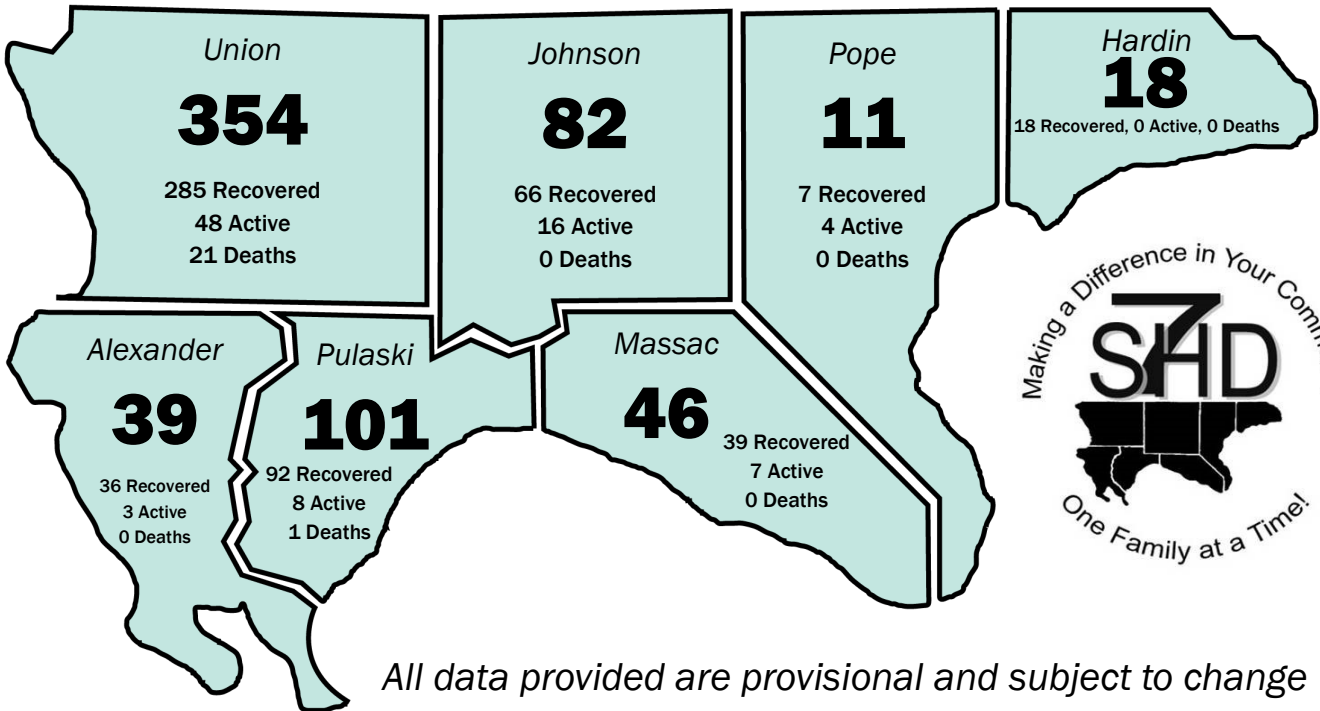 Union
354
285 Recovered
48 Active
21 Deaths
Johnson
82
66 Recovered
16 Active
0 Deaths
Pope
11
7 Recovered
4 Active
0 Deaths
Hardin
18
18 Recovered, 0 Active, 0 Deaths
Alexander
39
36 Recovered
3 Active
0 Deaths
Pulaski
101
92 Recovered
8 Active
1 Deaths
Massac
46
39 Recovered
7 Active
0 Deaths
Making a Difference in Your
S7HD
One Family at a Time!
All data provided are provisional and subject to change